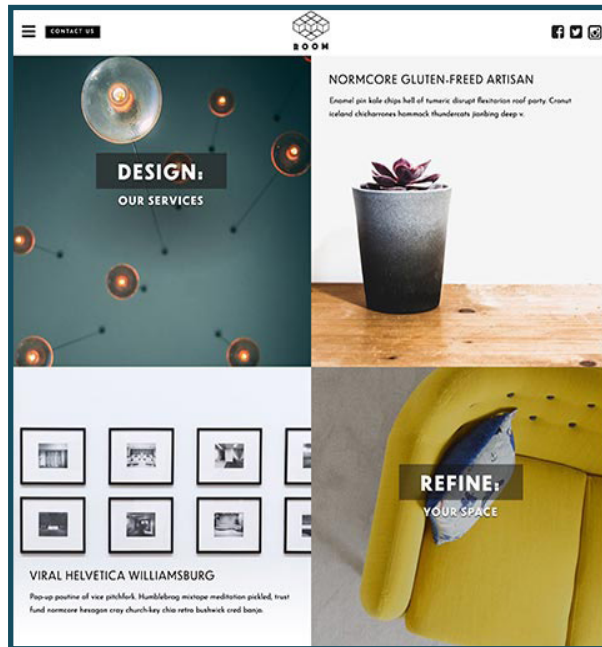 CONTACT US
ROOM
DESIGN:
OUR SERVICES
NORMCORE GLUTEN-FREED ARTISAN
Enamel pin kale chips hell of tumeric disrupt flexitarian roof party. Cronut
iceland chicharrones hammock thundercats jianbing deep v.
VIRAL HELVETICA WILLIAMSBURG
Pop-up poutine af vice pitchfork. Humblebrag mixtape meditation pickled, trust
fund normcore hexagon cray church-key chia retro bushwick cred banjo.
REFINE:
YOUR SPACE